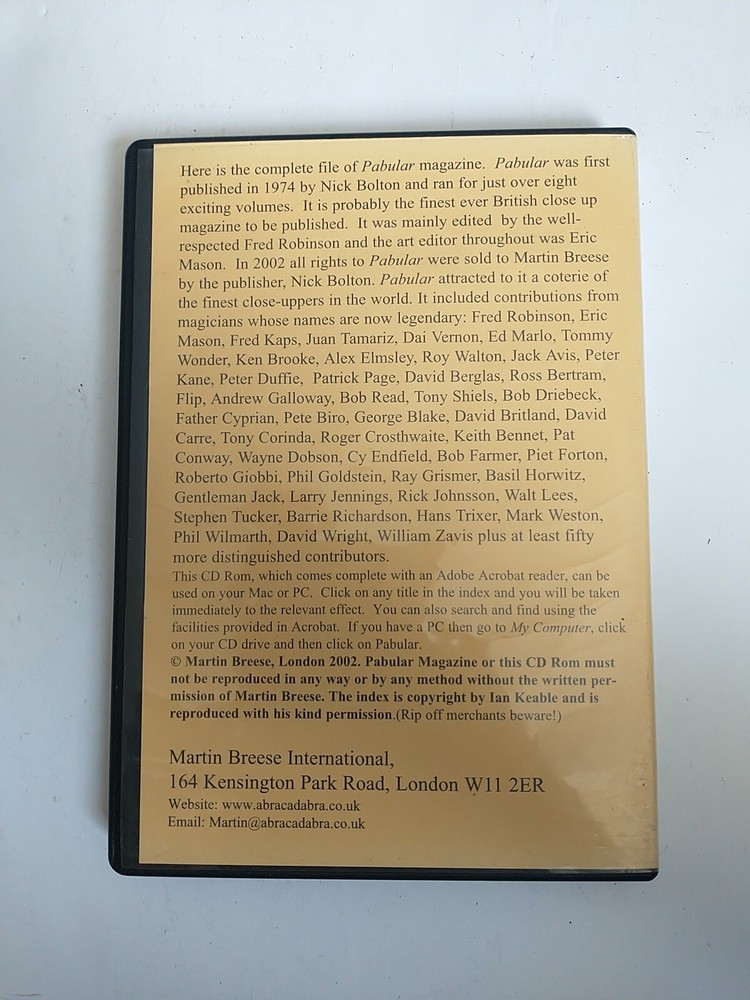 Here is the complete file of Pabular magazine. Pabular was first
published in 1974 by Nick Bolton and ran for just over eight
exciting volumes. It is probably the finest ever British close up
magazine to be published. It was mainly edited by the well-
respected Fred Robinson and the art editor throughout was Eric
Mason. In 2002 all rights to Pabular were sold to Martin Breese
by the publisher, Nick Bolton. Pabular attracted to it a coterie of
the finest close-uppers in the world. It included contributions from
magicians whose names are now legendary: Fred Robinson, Eric
Mason, Fred Kaps, Juan Tamariz, Dai Vernon, Ed Marlo, Tommy
Wonder, Ken Brooke, Alex Elmsley, Roy Walton, Jack Avis, Peter
Kane, Peter Duffie, Patrick Page, David Berglas, Ross Bertram,
Flip, Andrew Galloway, Bob Read, Tony Shiels, Bob Driebeck,
Father Cyprian, Pete Biro, George Blake, David Britland, David
Carre, Tony Corinda, Roger Crosthwaite, Keith Bennet, Pat
Conway, Wayne Dobson, Cy Endfield, Bob Farmer, Piet Forton,
Roberto Giobbi, Phil Goldstein, Ray Grismer, Basil Horwitz,
Gentleman Jack, Larry Jennings, Rick Johnsson, Walt Lees,
Stephen Tucker, Barrie Richardson, Hans Trixer, Mark Weston,
Phil Wilmarth, David Wright, William Zavis plus at least fifty
more distinguished contributors.
This CD Rom, which comes complete with an Adobe Acrobat reader, can be
used on your Mac or PC. Click on any title in the index and you will be taken
immediately to the relevant effect. You can also search and find using the
facilities provided in Acrobat. If you have a PC then go to My Computer, click
on your CD drive and then click on Pabular.
© Martin Breese, London 2002. Pabular Magazine or this CD Rom must
not be reproduced in any way or by any method without the written per-
mission of Martin Breese. The index is copyright by Ian Keable and is
reproduced with his kind permission.(Rip off merchants beware!)
Martin Breese International,
164 Kensington Park Road, London W11 2ER
Website: www.abracadabra.co.uk
Email: Martin@abracadabra.co.uk